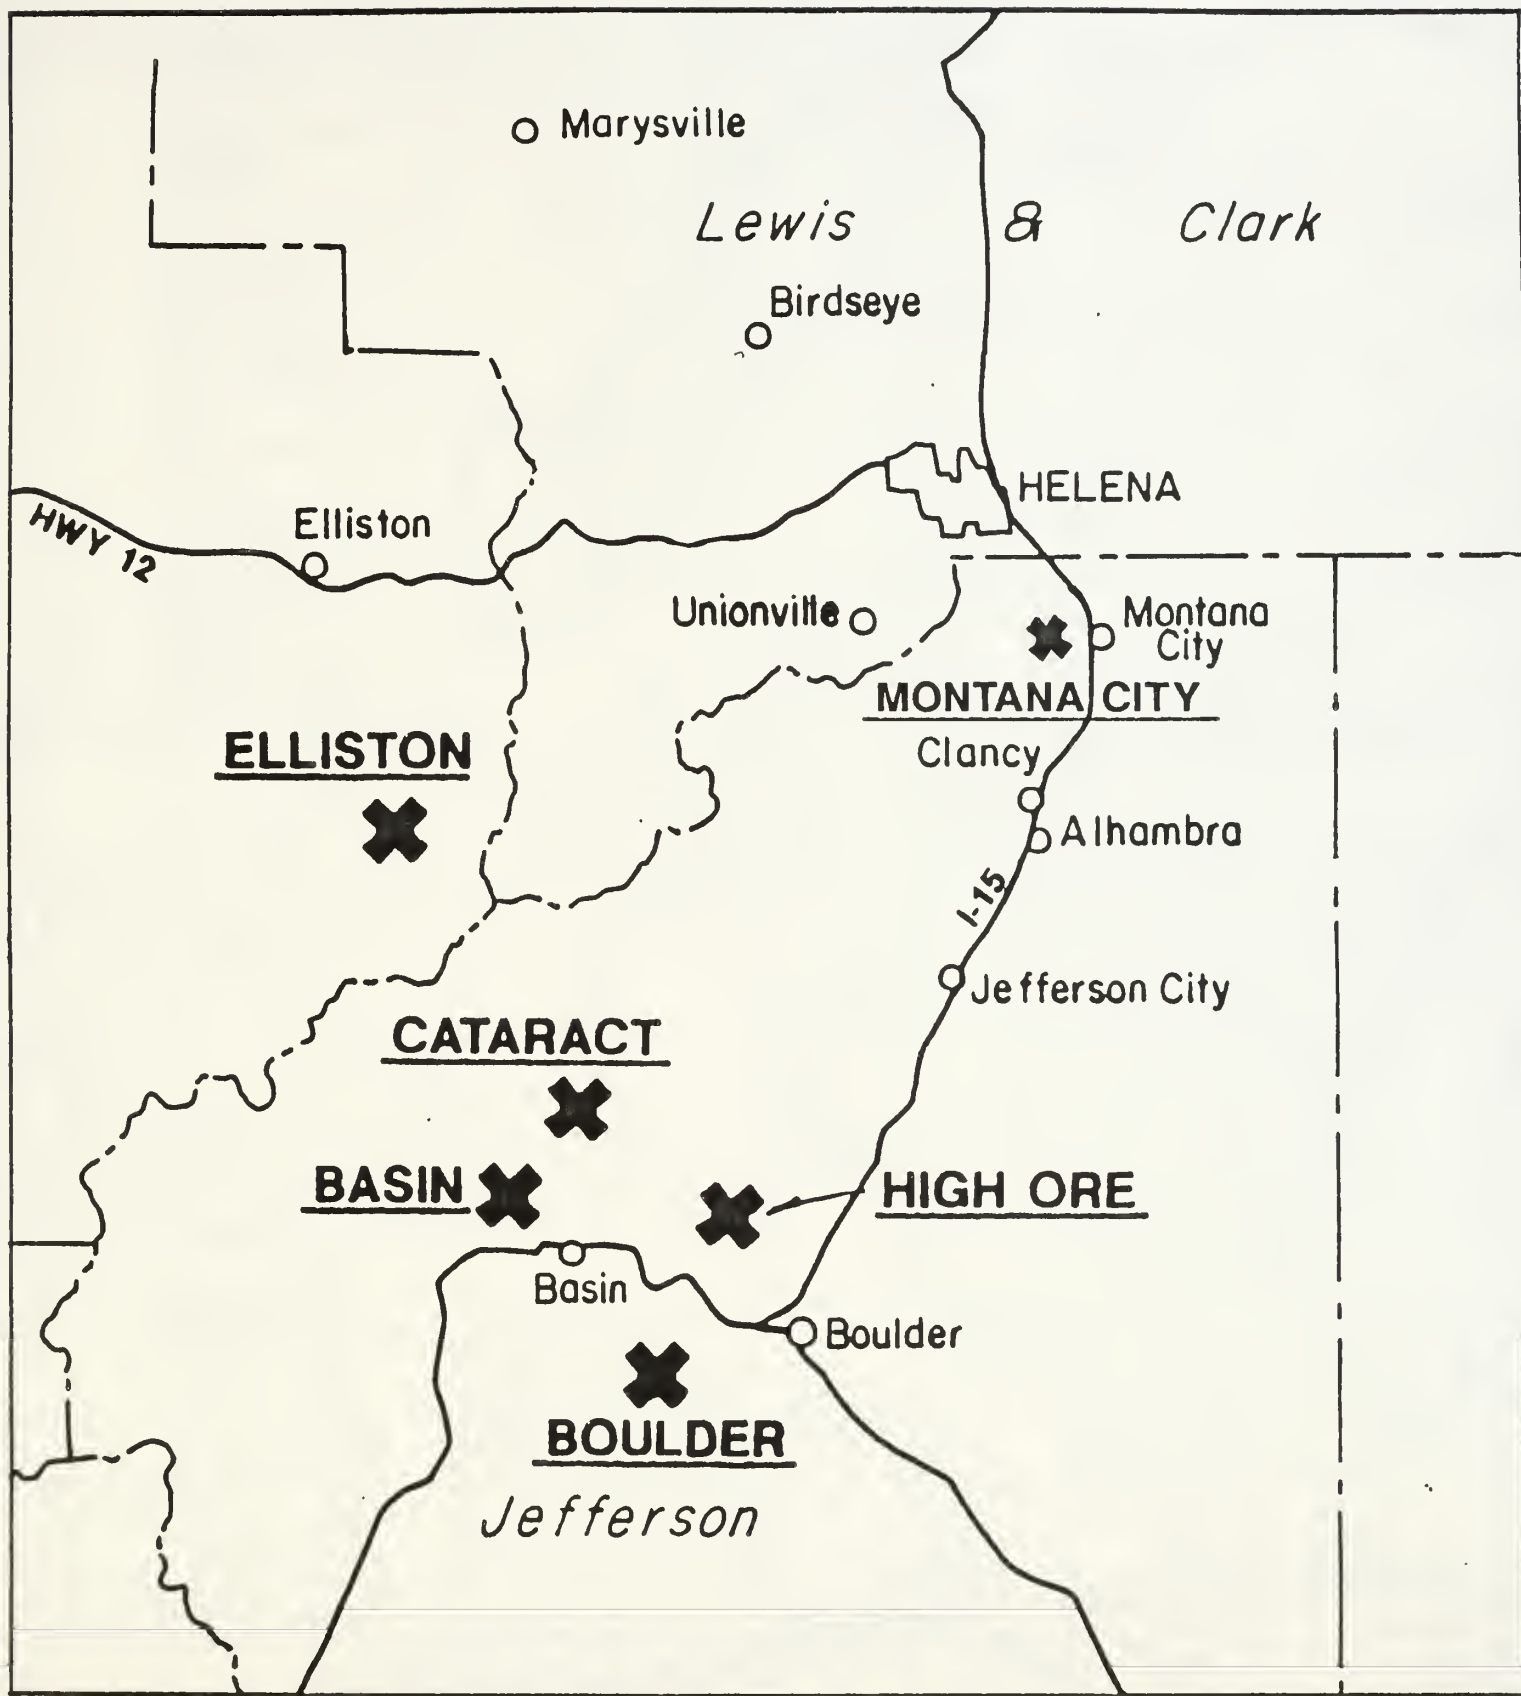 Marysville
Lewis & Clark
Birdseye
HELENA
HWY 12
Elliston
Unionville
Montana
City
MONTANA CITY
ELLISTON
Clancy
Alhambra
I-15
Jefferson City
CATARACT
BASIN
HIGH ORE
Basin
Boulder
BOULDER
Jefferson